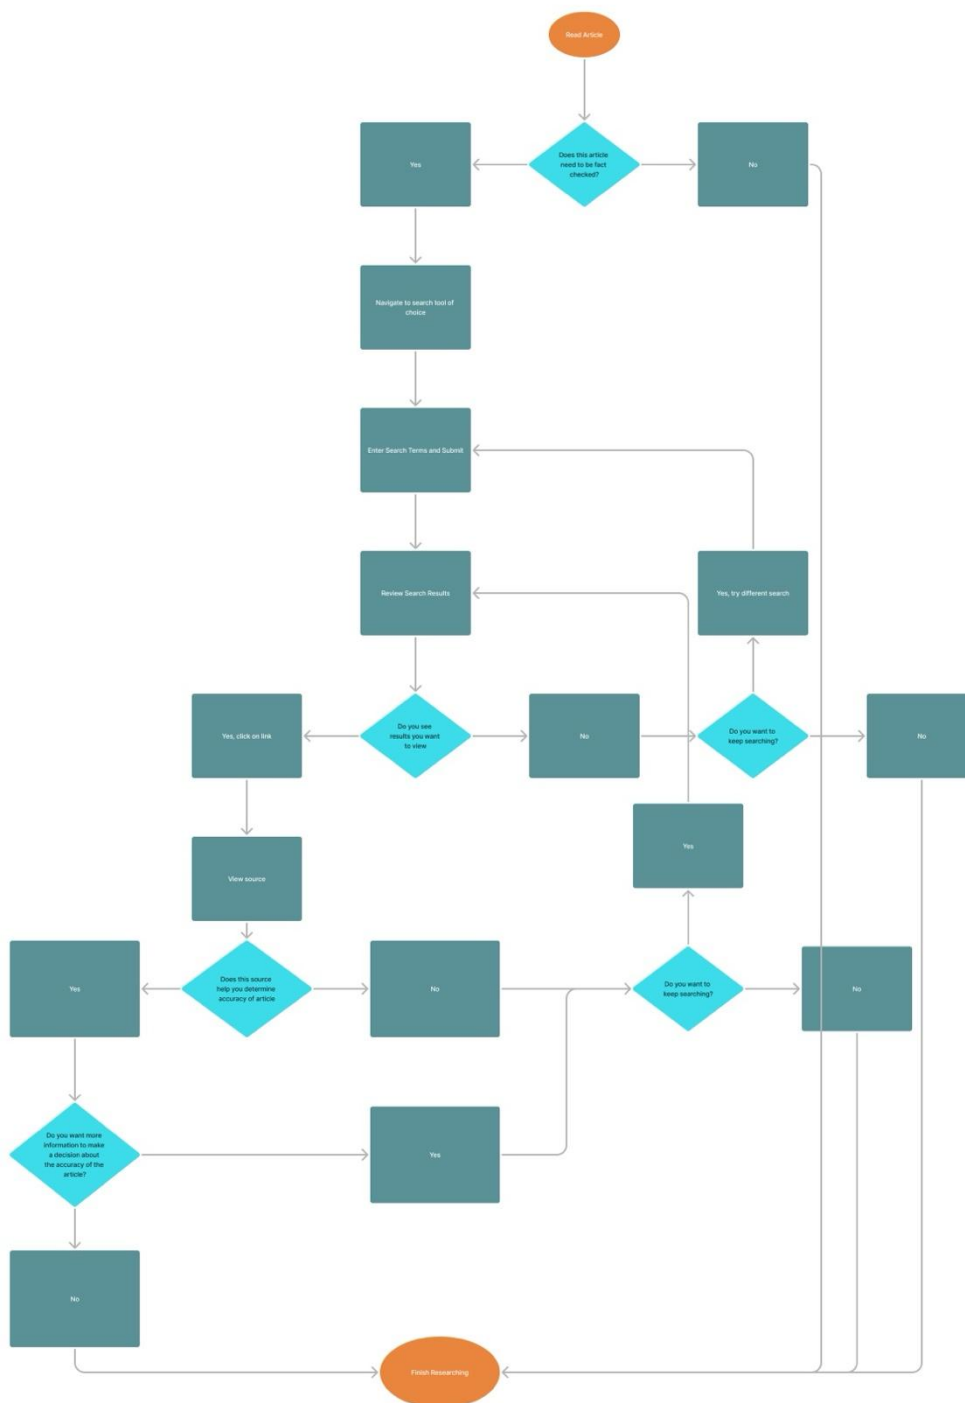 Read Article
Does this article
need to be fact
checked?
Yes
No
Navigate to search tool of
choice
Enter Search Terms and Submit
Review Search Results
Yes, try different search
Yes, click on link
Do you see
results you want
to view
No
Do you want to
keep searching?
No
Yes
View source
Yes
Does this source
help you determine
accuracy of article
No
Do you want to
keep searching?
No
Do you want more
information to make
a decision about
the accuracy of the
article?
Yes
No
Finish Researching